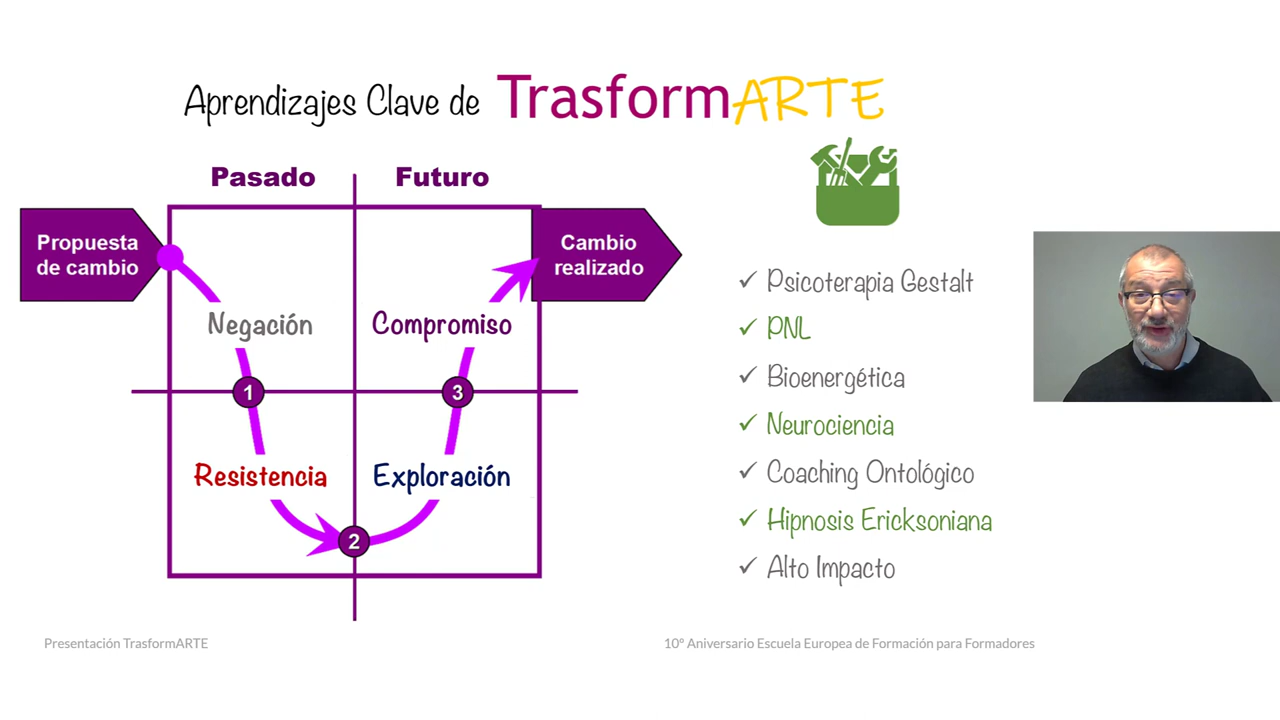 Aprendizajes Clave de TrasformARTE
Pasado
Futuro
Propuesta
de cambio
Cambio
realizado
Negación
Compromiso
1
3
Resistencia
Exploración
2
Psicoterapia Gestalt
PNL
Bioenergética
Neurociencia
Coaching Ontológico
Hipnosis Ericksoniana
Alto Impacto
Presentación TrasformARTE
10º Aniversario Escuela Europea de Formación para Formadores